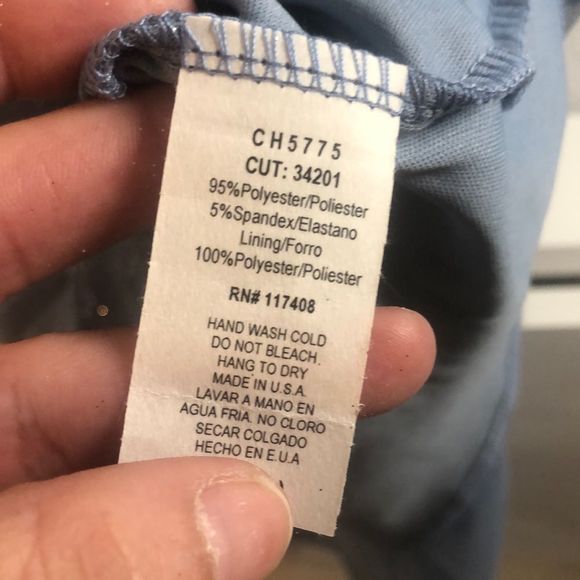 CH5775
CUT: 34201
95%Polyester/Poliester
5%Spandex/Elastano
Lining/Forro
100%Polyester/Poliester
RN# 117408
HAND WASH COLD
DO NOT BLEACH.
HANG TO DRY
MADE IN U.S.A.
LAVAR A MANO EN
AGUA FRIA. NO CLORO
SECAR COLGADO
HECHO EN E.U.A